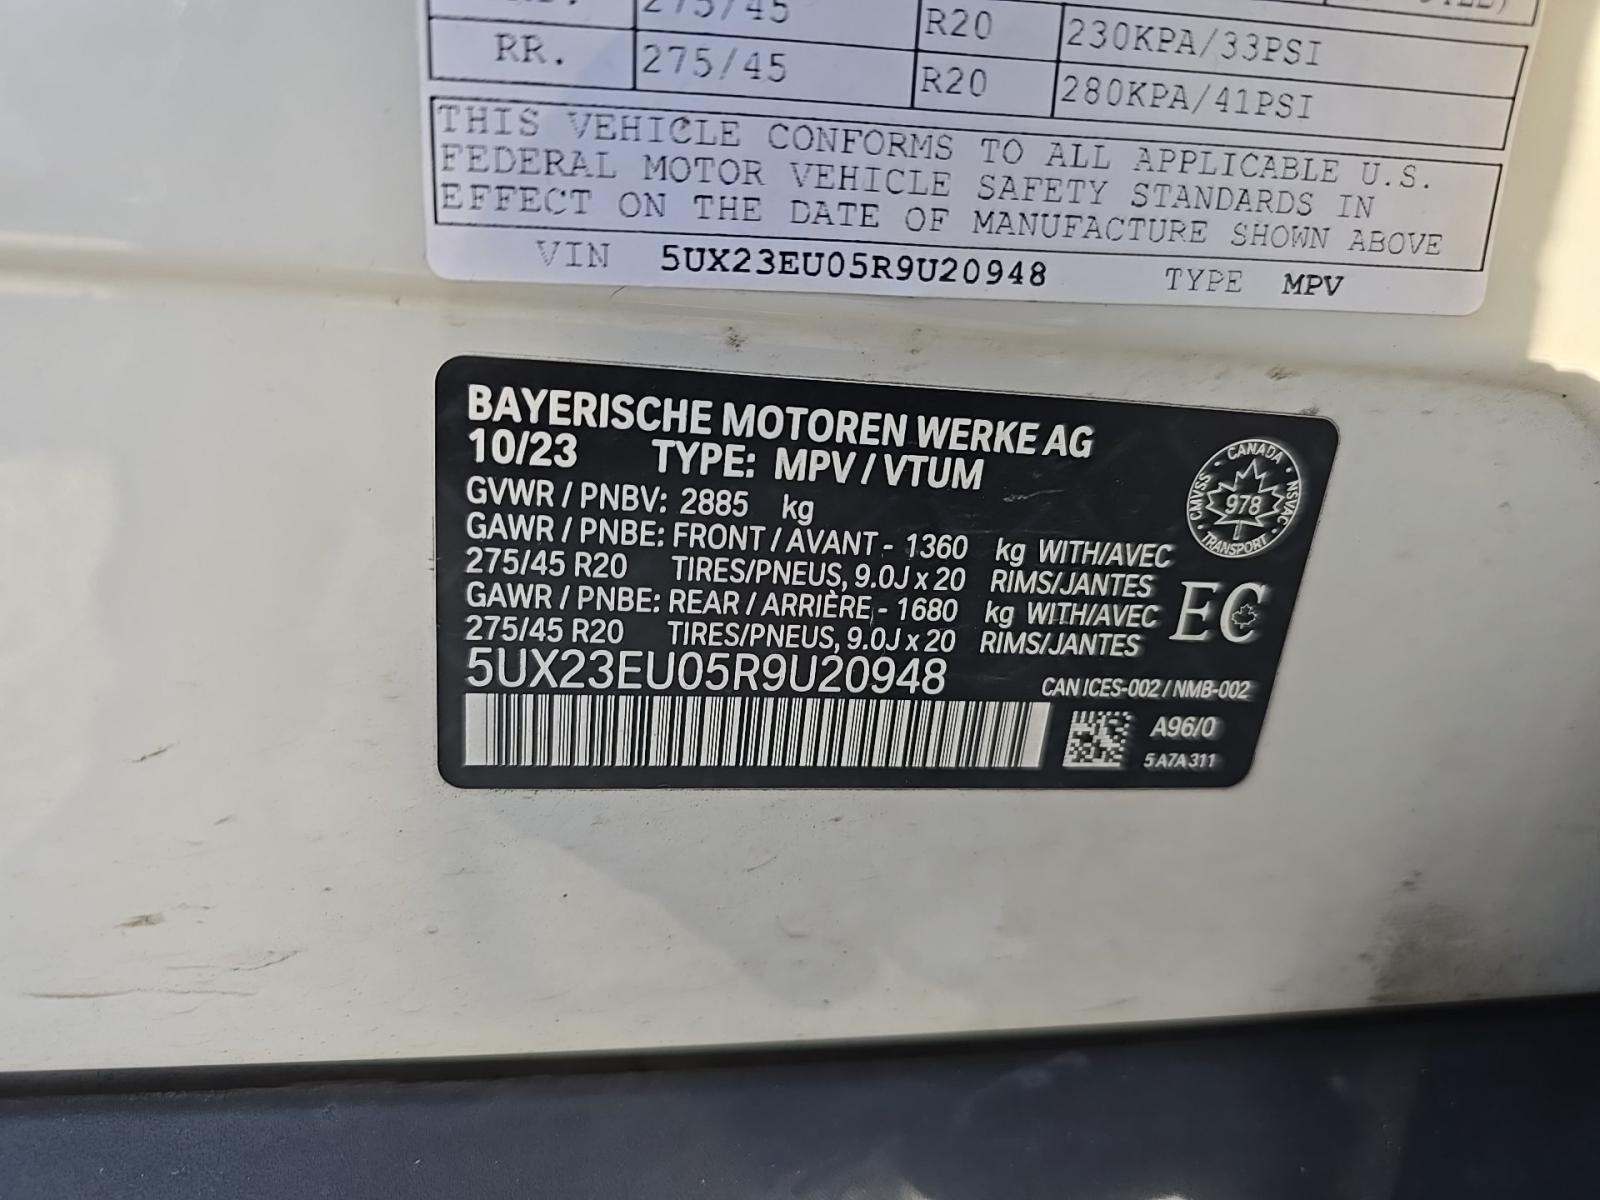 275/45 R20 230KPA/33PSI
RR. 275/45 R20 280KPA/41PSI
THIS VEHICLE CONFORMS TO ALL APPLICABLE U.S.
FEDERAL MOTOR VEHICLE SAFETY STANDARDS IN
EFFECT ON THE DATE OF MANUFACTURE SHOWN ABOVE
VIN 5UX23EU05R9U20948 TYPE MPV
BAYERISCHE MOTOREN WERKE AG
10/23 TYPE: MPV / VTUM
GVWR / PNBV: 2885 kg
GAWR / PNBE: FRONT / AVANT - 1360 kg WITH/AVEC
275/45 R20 TIRES/PNEUS, 9.0J x 20 RIMS/JANTES
GAWR / PNBE: REAR / ARRIÈRE - 1680 kg WITH/AVEC
275/45 R20 TIRES/PNEUS, 9.0J x 20 RIMS/JANTES
5UX23EU05R9U20948
CANADA
CMVSS 978 NSVAC
TRANSPORT
EC
CAN ICES-002 / NMB-002
A96/0
5A7A311